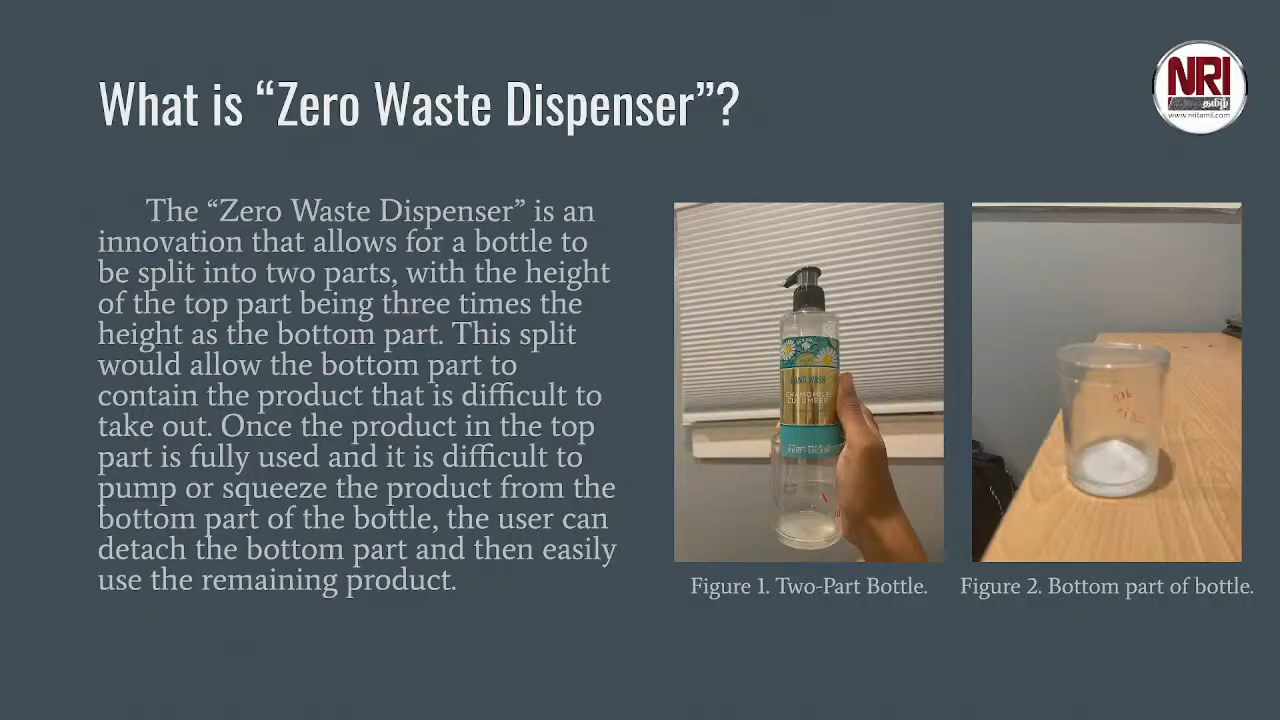 What is “Zero Waste Dispenser”?
NRI
தமிழ்
www.nritamil.com
The “Zero Waste Dispenser” is an
innovation that allows for a bottle to
be split into two parts, with the height
of the top part being three times the
height as the bottom part. This split
would allow the bottom part to
contain the product that is difficult to
take out. Once the product in the top
part is fully used and it is difficult to
pump or squeeze the product from the
bottom part of the bottle, the user can
detach the bottom part and then easily
use the remaining product.
HAND WASH
CHAMOMILE
CUCUMBER
Figure 1. Two-Part Bottle.
Figure 2. Bottom part of bottle.